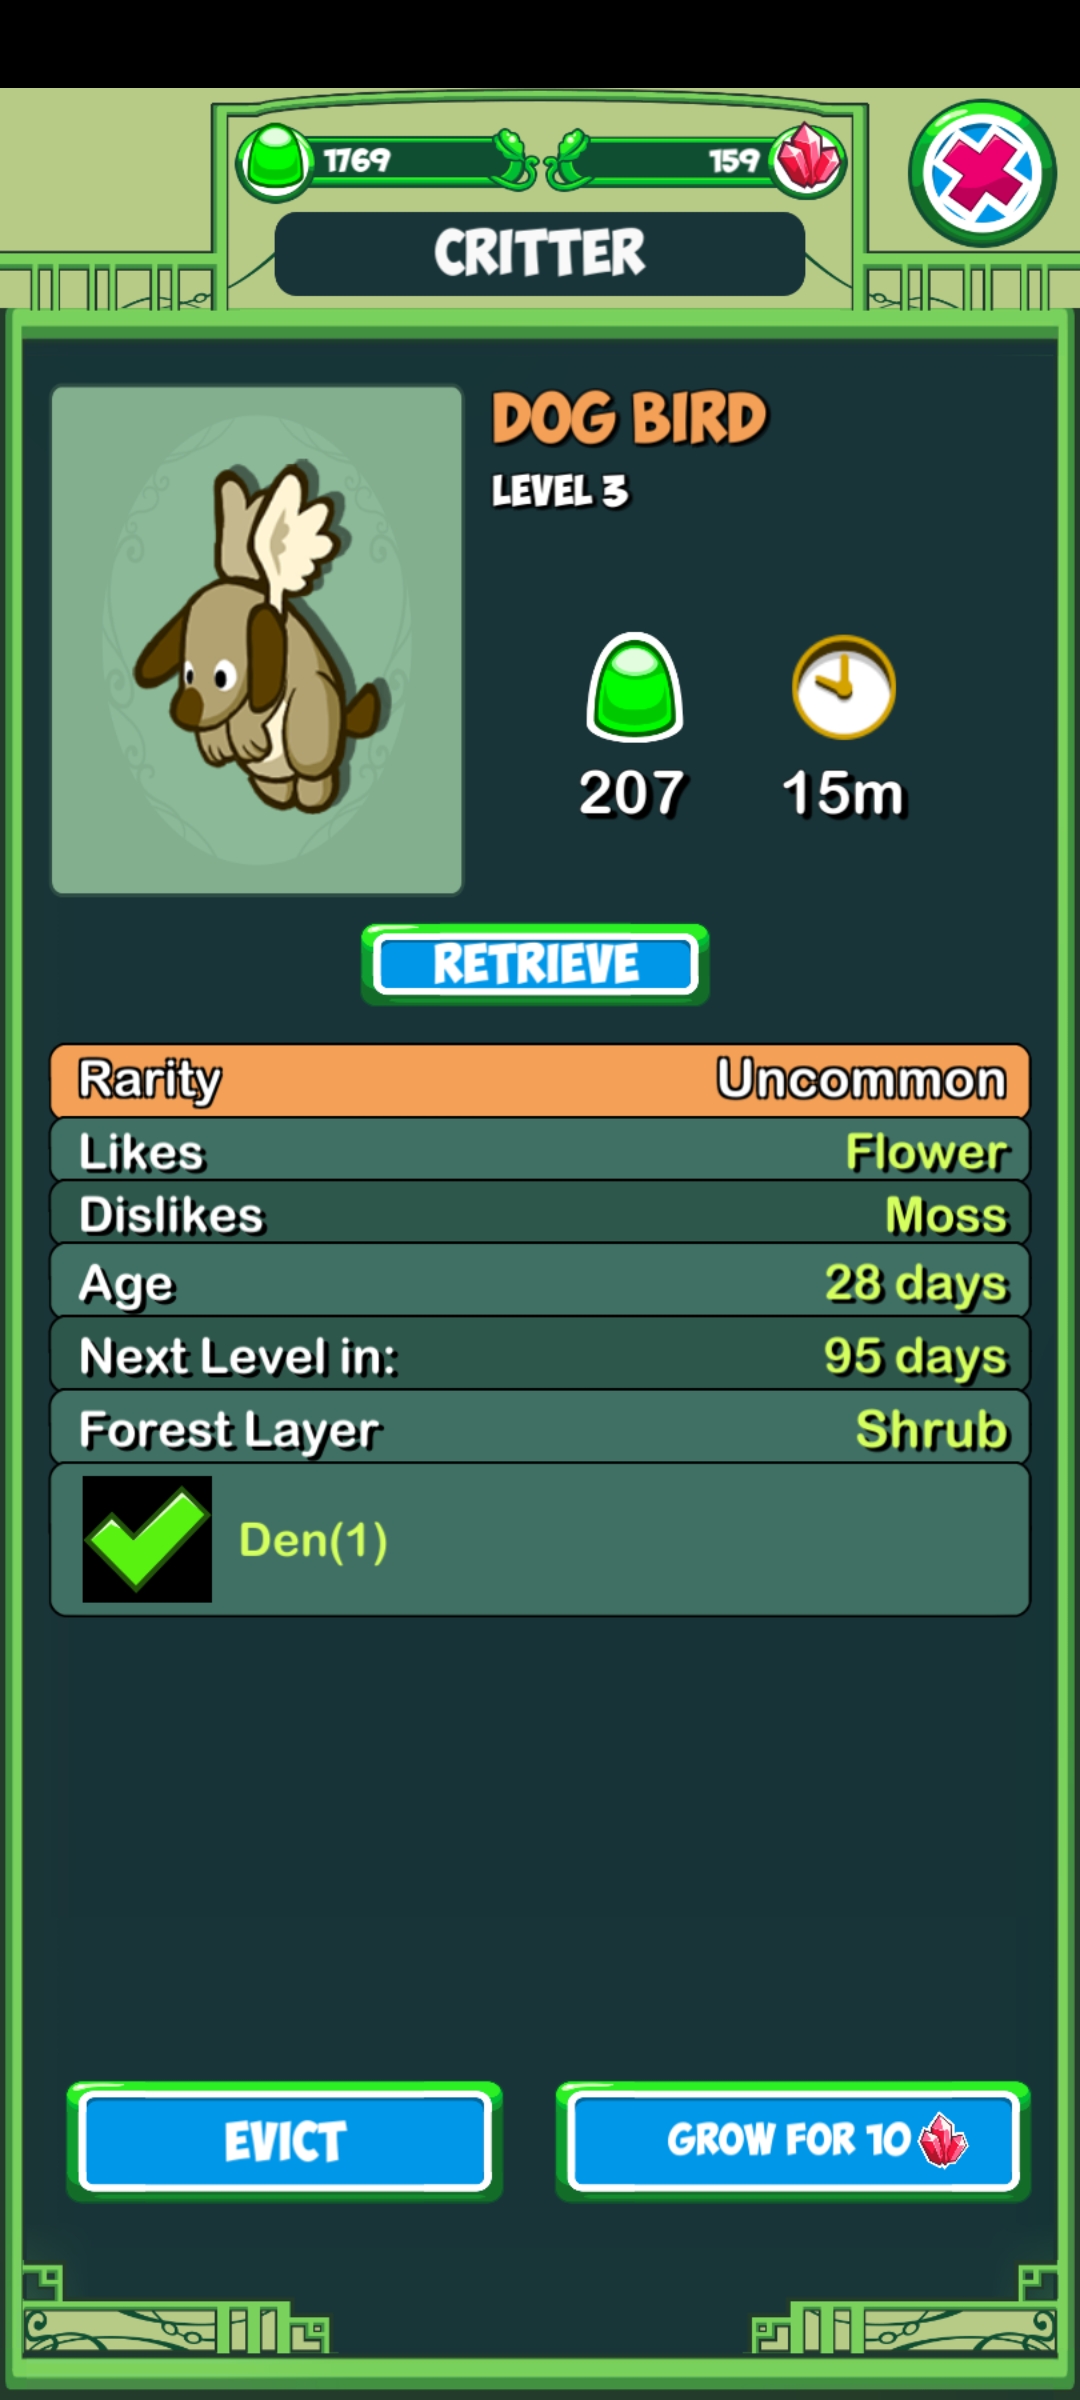 1769
159
CRITTER
DOG BIRD
LEVEL 3
207
15m
RETRIEVE
Rarity Uncommon
Likes Flower
Dislikes Moss
Age 28 days
Next Level in: 95 days
Forest Layer Shrub
Den(1)
EVICT
GROW FOR 10